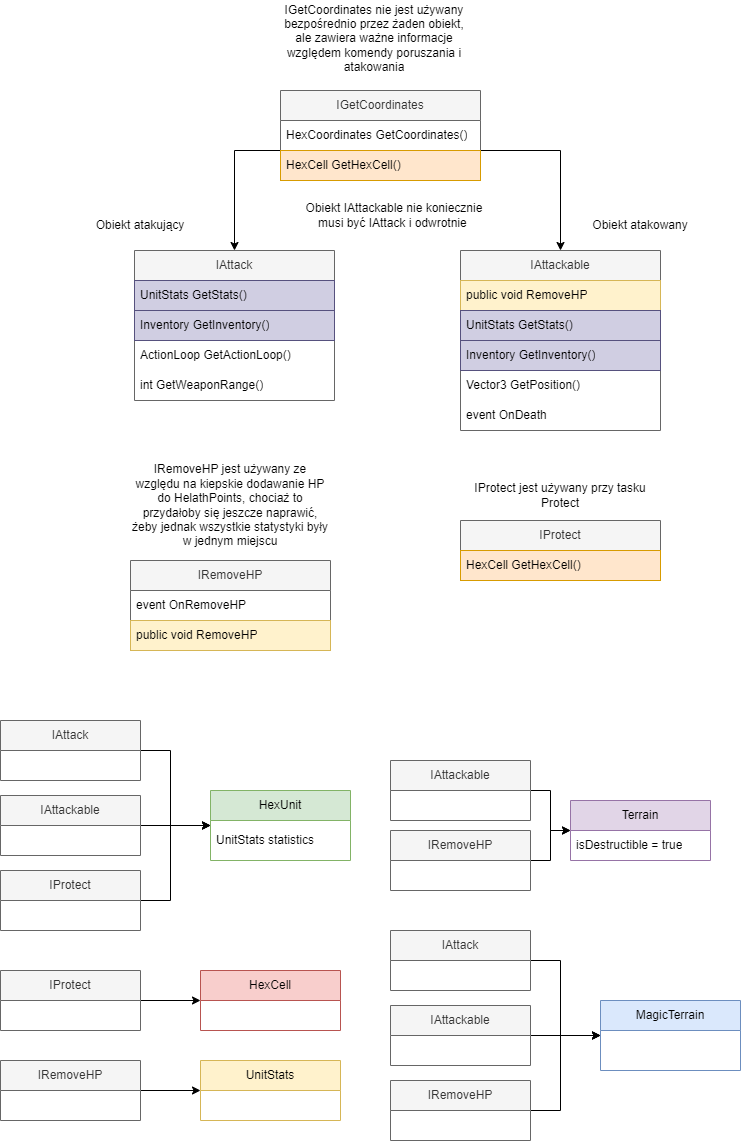 IGetCoordinates nie jest używany
bezpośrednio przez żaden obiekt,
ale zawiera ważne informacje
względem komendy poruszania i
atakowania
IGetCoordinates
HexCoordinates GetCoordinates()
HexCell GetHexCell()
Obiekt IAttackable nie koniecznie
musi być IAttack i odwrotnie
Obiekt atakujący
Obiekt atakowany
IAttack
UnitStats GetStats()
Inventory GetInventory()
ActionLoop GetActionLoop()
int GetWeaponRange()
IAttackable
public void RemoveHP
UnitStats GetStats()
Inventory GetInventory()
Vector3 GetPosition()
event OnDeath
IRemoveHP jest używany ze
względu na kiepskie dodawanie HP
do HelathPoints, chociaż to
przydałoby się jeszcze naprawić,
żeby jednak wszystkie statystyki były
w jednym miejscu
IRemoveHP
event OnRemoveHP
public void RemoveHP
IProtect jest używany przy tasku
Protect
IProtect
HexCell GetHexCell()
IAttack
IAttackable
IProtect
HexUnit
UnitStats statistics
IAttackable
IRemoveHP
Terrain
isDestructible = true
IProtect
HexCell
IRemoveHP
UnitStats
IAttack
IAttackable
IRemoveHP
MagicTerrain